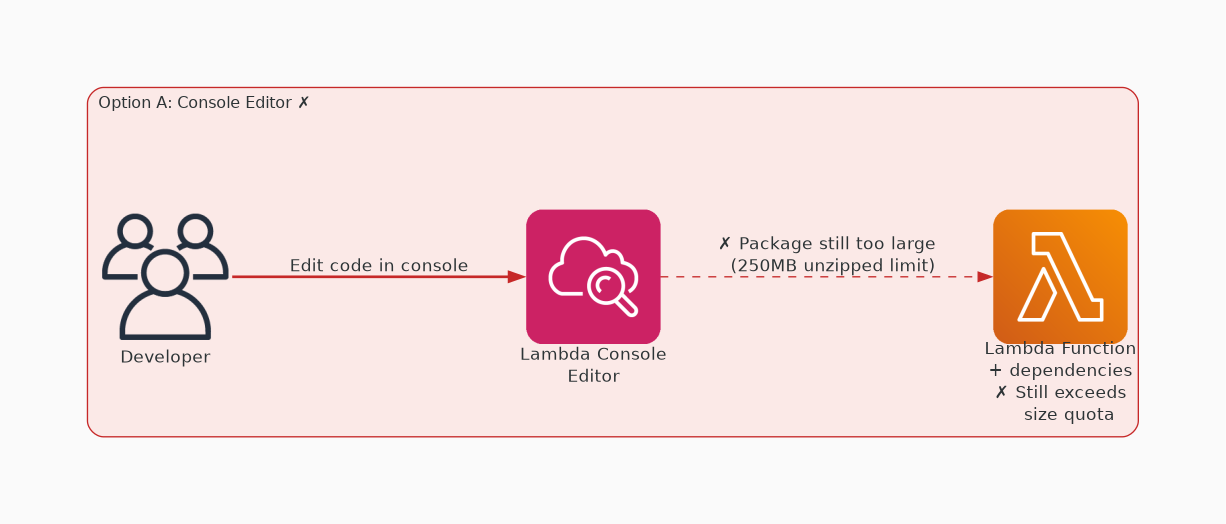 Option A: Console Editor ✗
Edit code in console
✗ Package still too large
(250MB unzipped limit)
Developer
Lambda Console
Editor
Lambda Function
+ dependencies
✗ Still exceeds
size quota